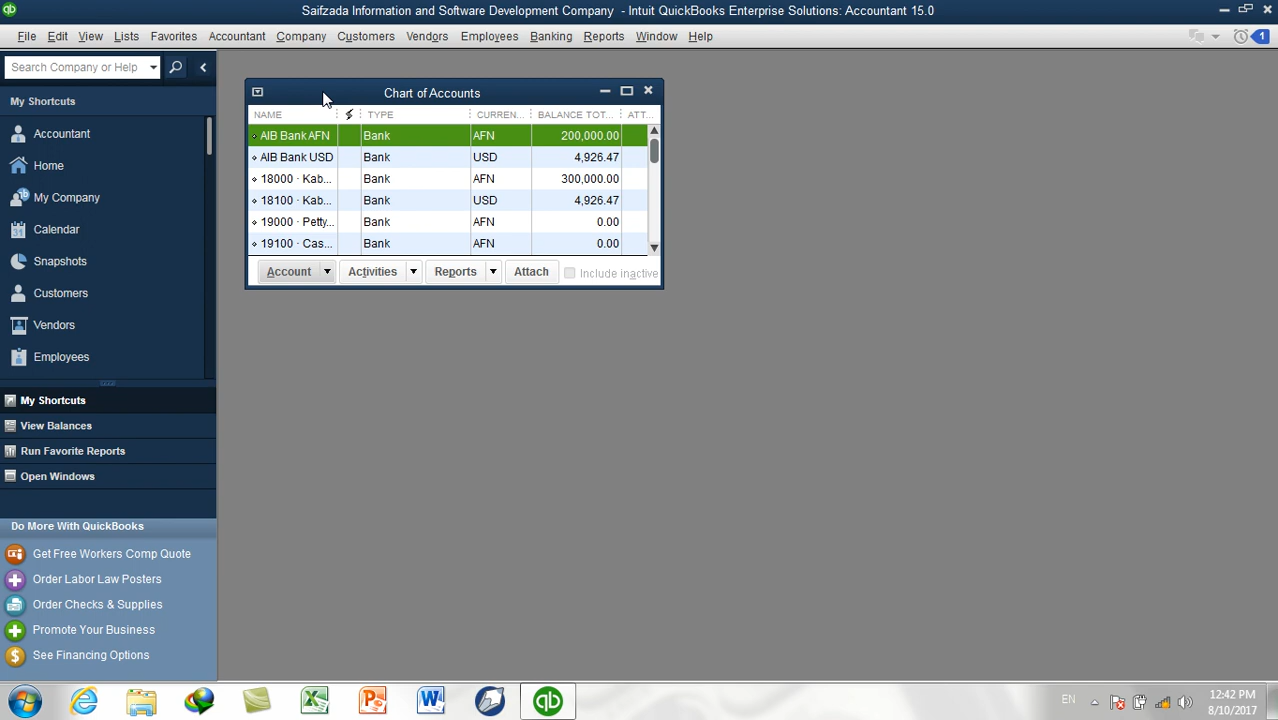 Saifzada Information and Software Development Company - Intuit QuickBooks Enterprise Solutions: Accountant 15.0
File Edit View Lists Favorites Accountant Company Customers Vendors Employees Banking Reports Window Help
1
Search Company or Help
My Shortcuts
Accountant
Home
My Company
Calendar
Snapshots
Customers
Vendors
Employees
My Shortcuts
View Balances
Run Favorite Reports
Open Windows
Do More With QuickBooks
Get Free Workers Comp Quote
Order Labor Law Posters
Order Checks & Supplies
Promote Your Business
See Financing Options
Chart of Accounts
NAME TYPE CURREN... BALANCE TOT... ATT...
AIB Bank AFN Bank AFN 200,000.00
AIB Bank USD Bank USD 4,926.47
18000 · Kab... Bank AFN 300,000.00
18100 · Kab... Bank USD 4,926.47
19000 · Petty... Bank AFN 0.00
19100 · Cas... Bank AFN 0.00
Account Activities Reports Attach Include inactive
EN
12:42 PM
8/10/2017